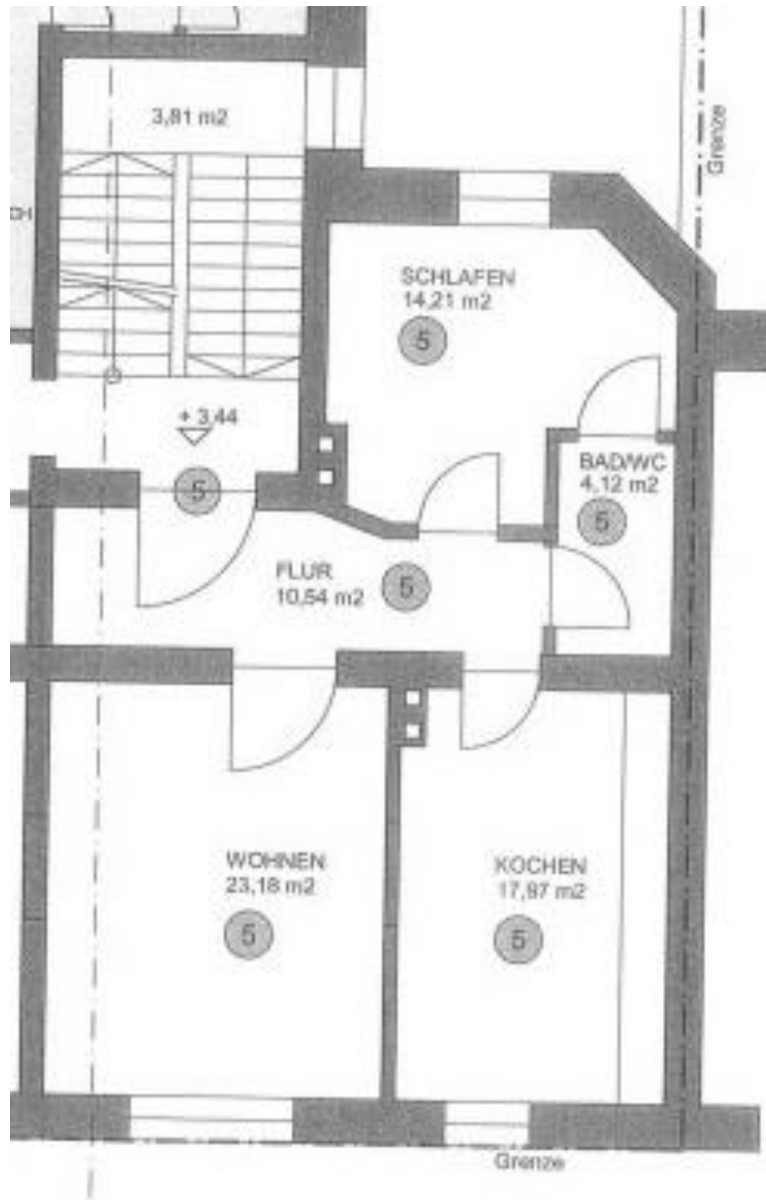 3,81 m2
Grenze
SCHLAFEN
14,21 m2
5
+ 3,44
5
BAD/WC
4,12 m2
5
FLUR
10,54 m2
5
WOHNEN
23,18 m2
5
KOCHEN
17,97 m2
5
Grenze